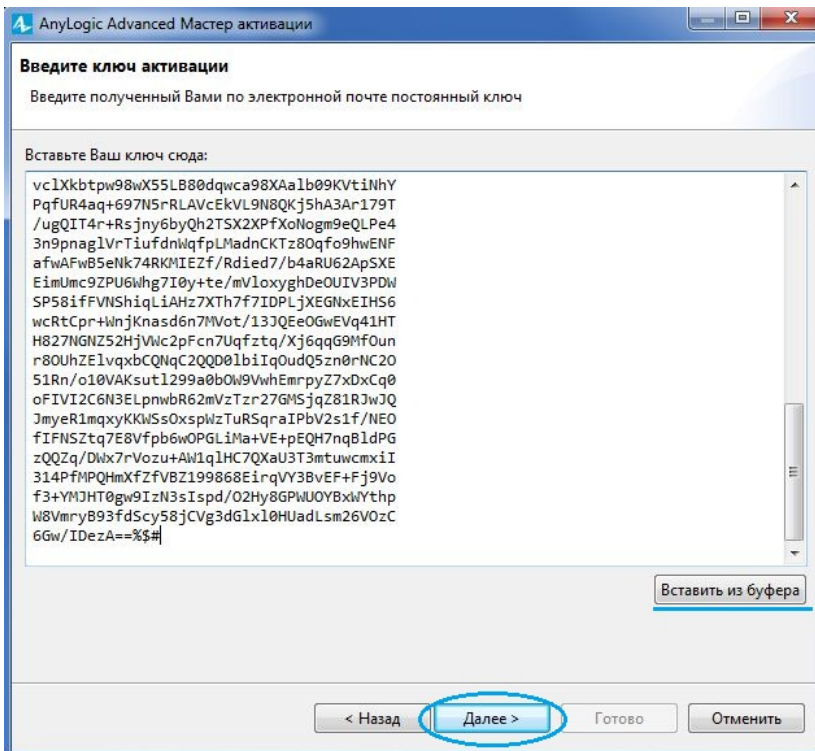 AnyLogic Advanced Мастер активации
Введите ключ активации
Введите полученный Вами по электронной почте постоянный ключ
Вставьте Ваш ключ сюда:
vclXkbtpw98wX55LB80dqwca98XAalb09KVtiNhY
PqfUR4aq+697N5rRLAVcEkVL9N8QKj5hA3Ar179T
/ugQIT4r+Rsjny6byQh2TSX2XPfXoNogm9eQLPe4
3n9pnaglVrTiufdnWqfpLMadnCKTz8Oqfo9hwENF
afwAFwB5eNk74RKMIEZf/Rdied7/b4aRU62ApSXE
EimUmc9ZPU6Whg7I0y+te/mVloxyghDeOUIV3PDW
SP58ifFVNShiqLiAHz7XTh7f7IDPLjXEGNxEIHS6
wcRtCpr+WnjKnasd6n7MVot/13JQEeOGwEVq41HT
H827NGNZ52HjVWc2pFcn7Uqfztq/Xj6qqG9MfOun
r8OUhZElvqxbCQNqC2QQD0lbiIqOudQ5zn0rNC2O
51Rn/o10VAKsutl299a0bOW9VwhEmrpyZ7xDxCq0
oFIVI2C6N3ELpnwbR62mVzTzr27GMSjqZ81RJwJQ
JmyeR1mqxyKKWSsOxspWzTuRSqraIPbV2s1f/NEO
fIFNSZtq7E8Vfpb6wOPGLiMa+VE+pEQH7nqBldPG
zQQZq/DWx7rVozu+AW1qlHC7QXaU3T3mtuwcmxiI
314PfMPQHmXfZfVBZ199868EirqVY3BvEF+Fj9Vo
f3+YMJHT0gw9IzN3sIspd/O2Hy8GPWUOYBxWYthp
W8VmryB93fdScy58jCVg3dGlxl0HUadLsm26VOzC
6Gw/IDezA==%$#
Вставить из буфера
< Назад Далее > Готово Отменить